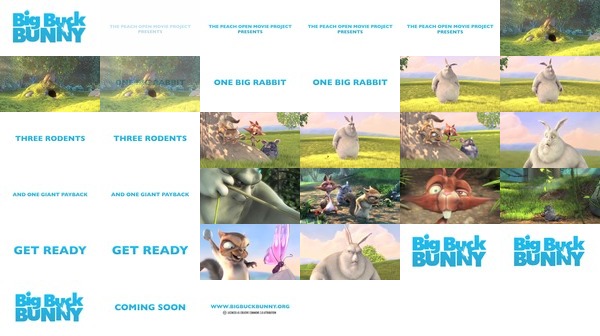 Big Buck
BUNNY
THE PEACH OPEN MOVIE PROJECT
PRESENTS
THE PEACH OPEN MOVIE PROJECT
PRESENTS
THE PEACH OPEN MOVIE PROJECT
PRESENTS
THE PEACH OPEN MOVIE PROJECT
PRESENTS
ONE BIG RABBIT
ONE BIG RABBIT
ONE BIG RABBIT
THREE RODENTS
THREE RODENTS
AND ONE GIANT PAYBACK
AND ONE GIANT PAYBACK
GET READY
GET READY
Big Buck
BUNNY
Big Buck
BUNNY
Big Buck
BUNNY
COMING SOON
WWW.BIGBUCKBUNNY.ORG